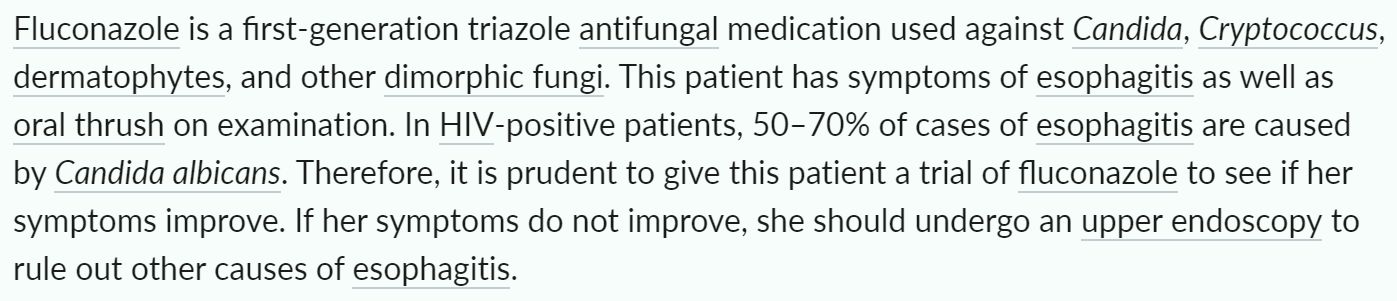 Fluconazole is a first-generation triazole antifungal medication used against Candida, Cryptococcus,
dermatophytes, and other dimorphic fungi. This patient has symptoms of esophagitis as well as
oral thrush on examination. In HIV-positive patients, 50–70% of cases of esophagitis are caused
by Candida albicans. Therefore, it is prudent to give this patient a trial of fluconazole to see if her
symptoms improve. If her symptoms do not improve, she should undergo an upper endoscopy to
rule out other causes of esophagitis.